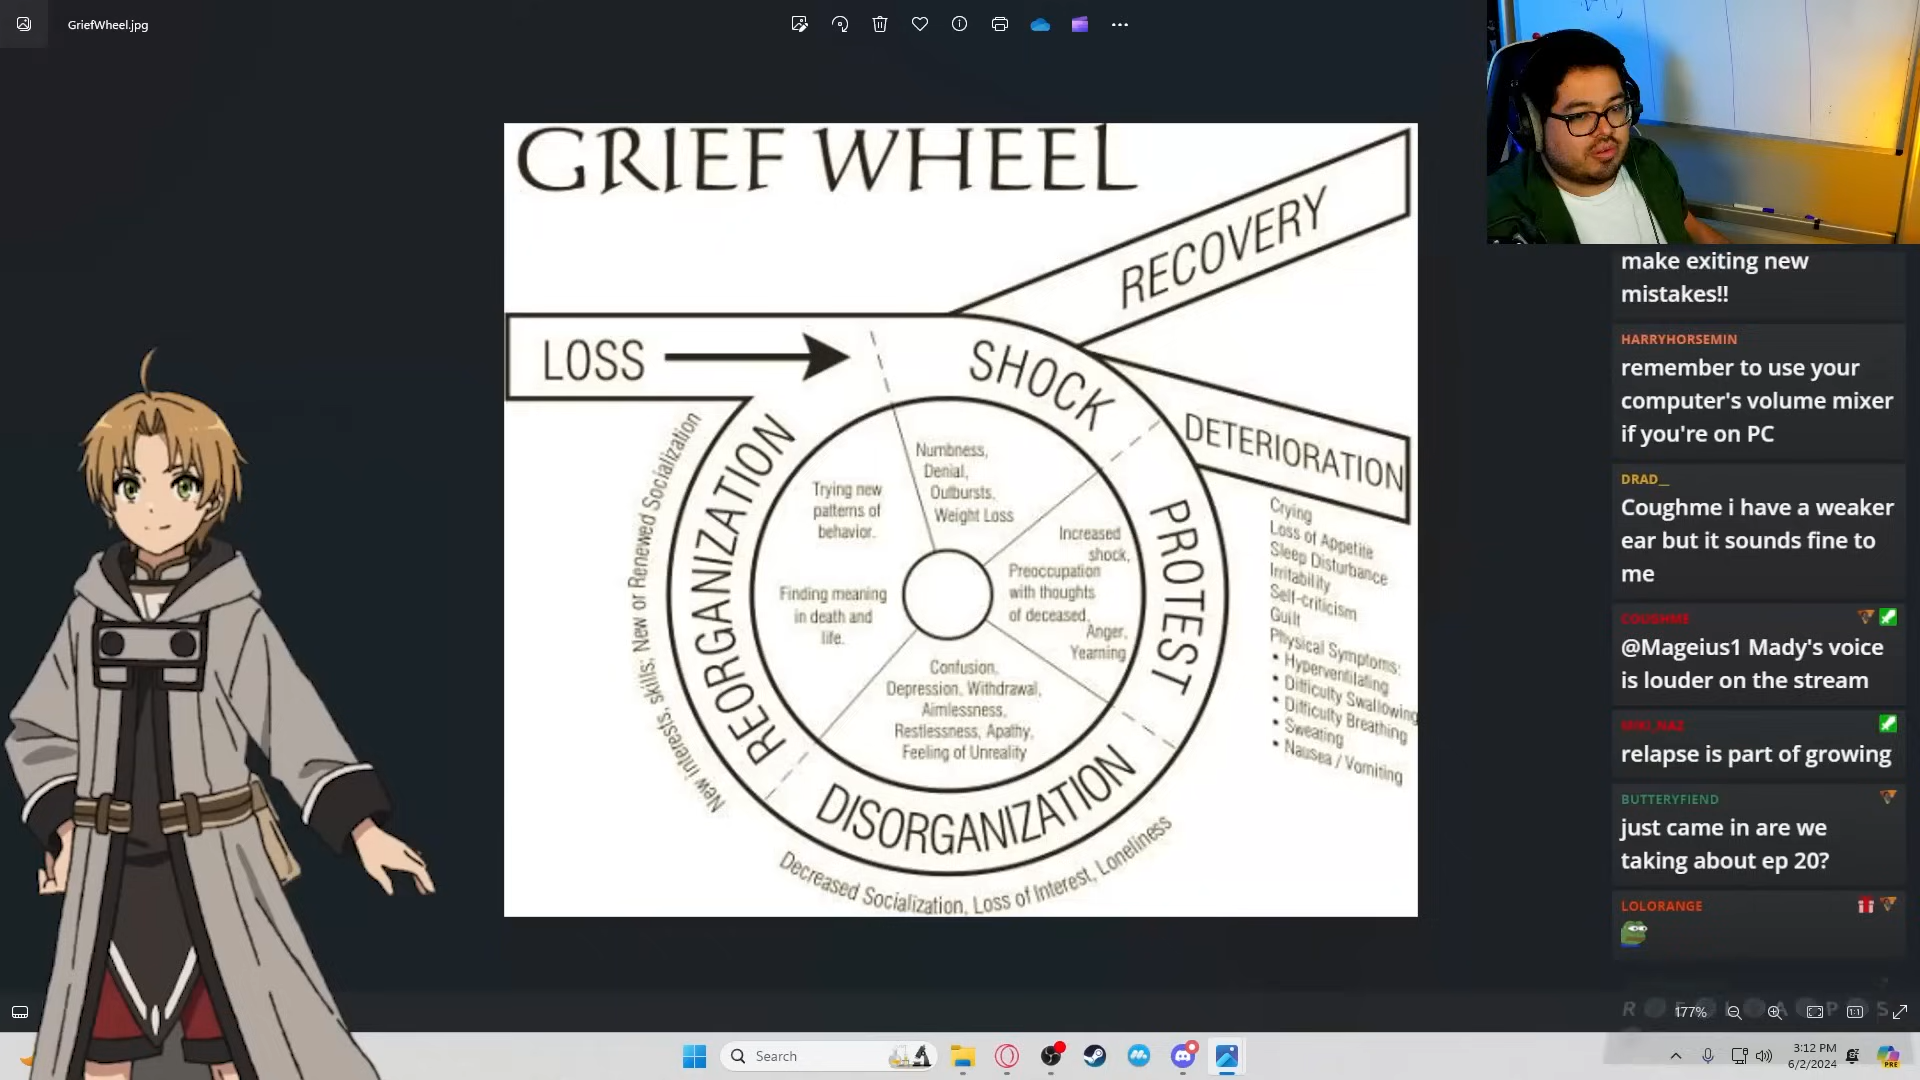 GriefWheel.jpg
GRIEF WHEEL
RECOVERY
LOSS
SHOCK
DETERIORATION
PROTEST
DISORGANIZATION
REORGANIZATION
Numbness,
Denial,
Outbursts,
Weight Loss
Increased
shock,
Preoccupation
with thoughts
of deceased,
Anger,
Yearning
Confusion,
Depression, Withdrawal,
Aimlessness,
Restlessness, Apathy,
Feeling of Unreality
Trying new
patterns of
behavior.
Finding meaning
in death and
life.
New interests, skills: New or Renewed Socialization
Decreased Socialization, Loss of Interest, Loneliness
Crying
Loss of Appetite
Sleep Disturbance
Irritability
Self-criticism
Guilt
Physical Symptoms:
• Hyperventilating
• Difficulty Swallowing
• Difficulty Breathing
• Sweating
• Nausea / Vomiting
make exiting new
mistakes!!
HARRYHORSEMIN
remember to use your
computer's volume mixer
if you're on PC
DRAD__
Coughme i have a weaker
ear but it sounds fine to
me
COUGHME
@Mageius1 Mady's voice
is louder on the stream
relapse is part of growing
BUTTERYFIEND
just came in are we
taking about ep 20?
LOLORANGE
177%
Search
3:12 PM
6/2/2024
PRE